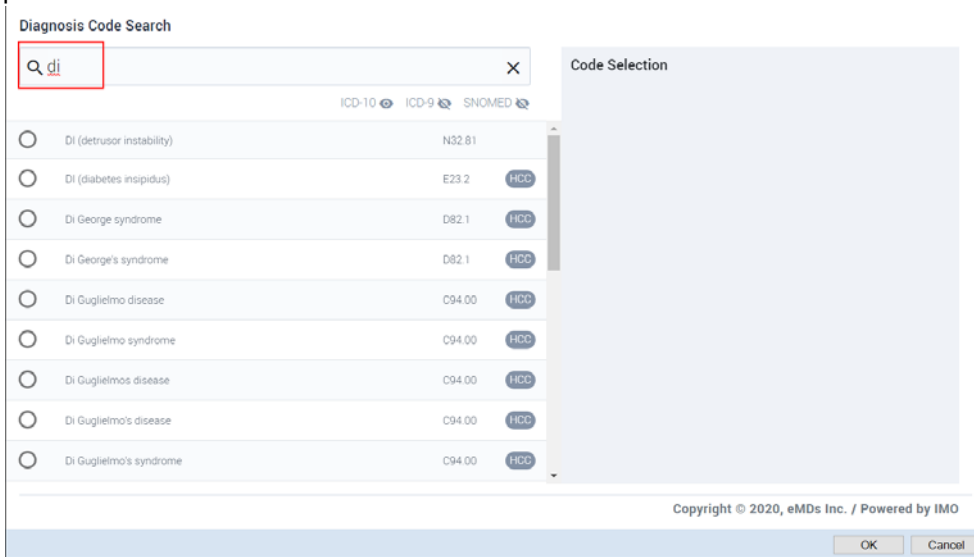 Diagnosis Code Search
di
Code Selection
ICD-10 ICD-9 SNOMED
DI (detrusor instability) N32.81
DI (diabetes insipidus) E23.2 HCC
Di George syndrome D82.1 HCC
Di George's syndrome D82.1 HCC
Di Guglielmo disease C94.00 HCC
Di Guglielmo syndrome C94.00 HCC
Di Guglielmos disease C94.00 HCC
Di Guglielmo's disease C94.00 HCC
Di Guglielmo's syndrome C94.00 HCC
Copyright © 2020, eMDs Inc. / Powered by IMO
OK Cancel